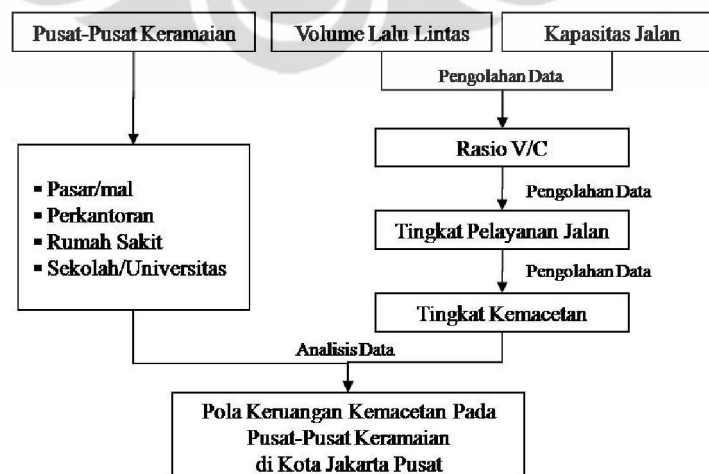 Pusat-Pusat Keramaian
Volume Lalu Lintas
Kapasitas Jalan
Pengolahan Data
Rasio V/C
▪ Pasar/mal
▪ Perkantoran
▪ Rumah Sakit
▪ Sekolah/Universitas
Pengolahan Data
Tingkat Pelayanan Jalan
Pengolahan Data
Tingkat Kemacetan
Analisis Data
Pola Keruangan Kemacetan Pada
Pusat-Pusat Keramaian
di Kota Jakarta Pusat